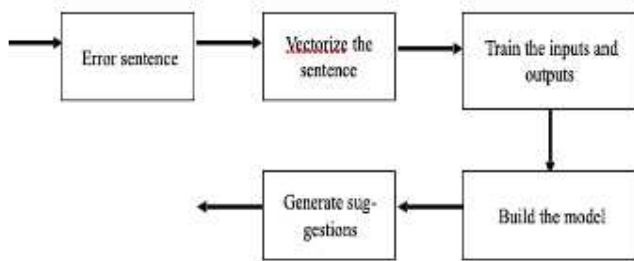 Error sentence
Vectorize the
sentence
Train the inputs and
outputs
Generate sug-
gestions
Build the model